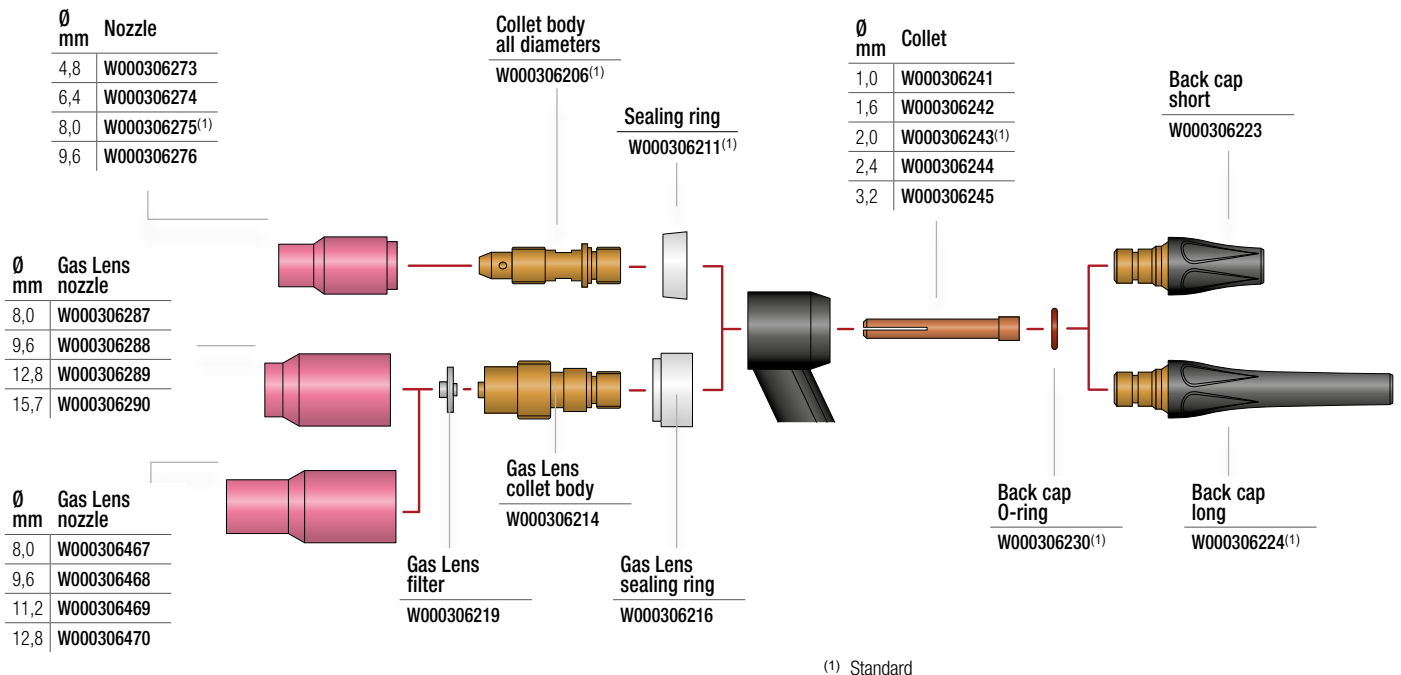 Ø
mm Nozzle
4,8 W000306273
6,4 W000306274
8,0 W000306275(1)
9,6 W000306276
Collet body
all diameters
W000306206(1)
Sealing ring
W000306211(1)
Ø
mm Collet
1,0 W000306241
1,6 W000306242
2,0 W000306243(1)
2,4 W000306244
3,2 W000306245
Back cap
short
W000306223
Ø Gas Lens
mm nozzle
8,0 W000306287
9,6 W000306288
12,8 W000306289
15,7 W000306290
Ø Gas Lens
mm nozzle
8,0 W000306467
9,6 W000306468
11,2 W000306469
12,8 W000306470
Gas Lens
filter
W000306219
Gas Lens
collet body
W000306214
Gas Lens
sealing ring
W000306216
Back cap
O-ring
W000306230(1)
Back cap
long
W000306224(1)
(1) Standard